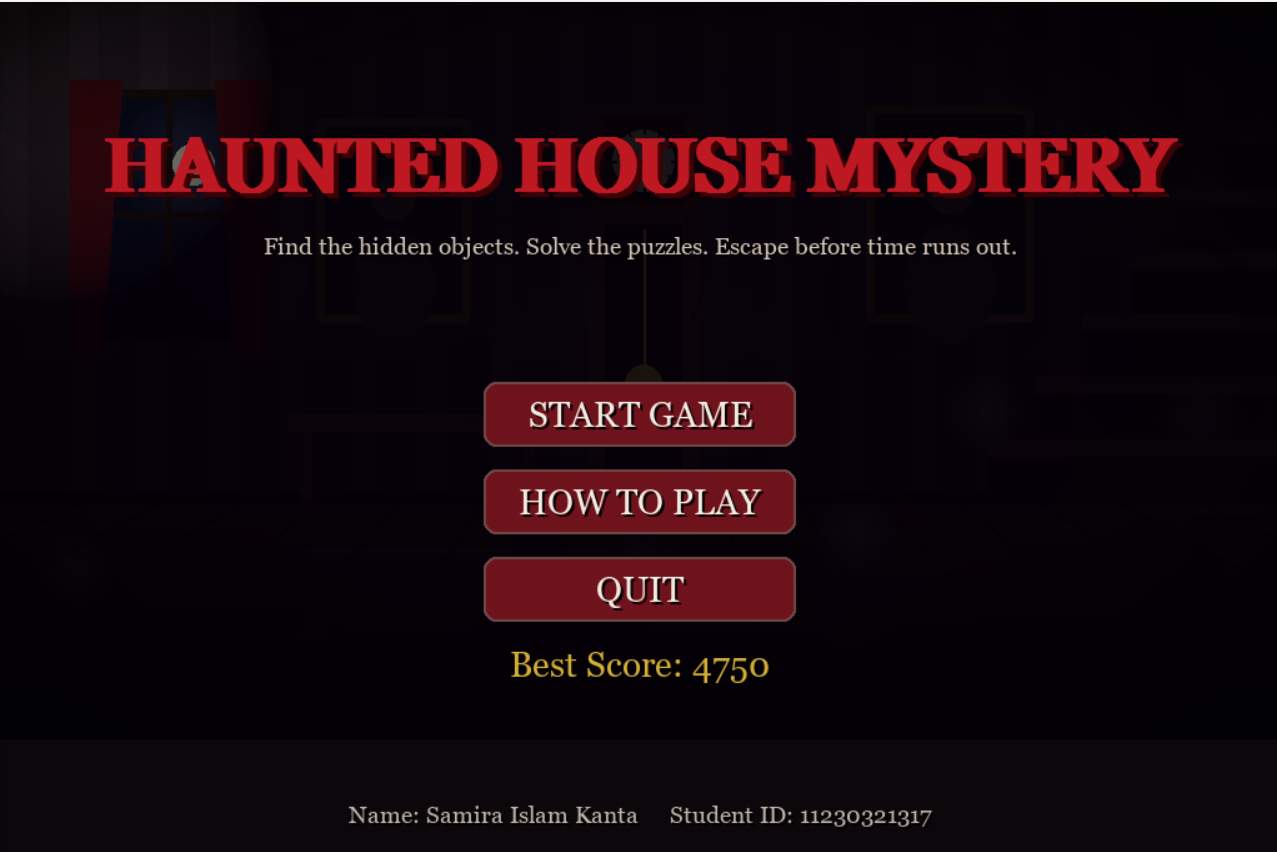 HAUNTED HOUSE MYSTERY
Find the hidden objects. Solve the puzzles. Escape before time runs out.
START GAME
HOW TO PLAY
QUIT
Best Score: 4750
Name: Samira Islam Kanta Student ID: 11230321317